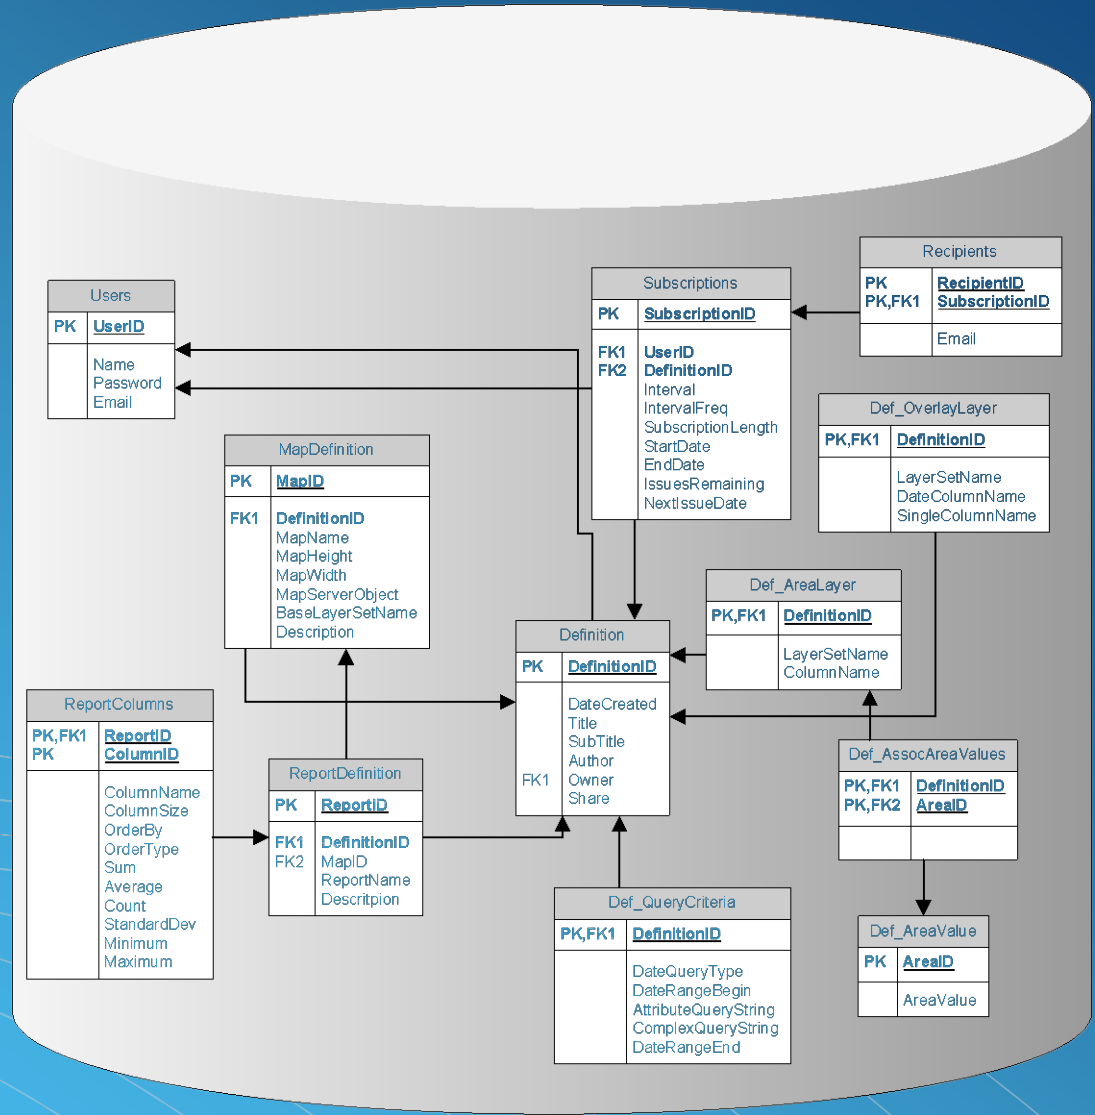 Users
PK UserID
Name
Password
Email
Subscriptions
PK SubscriptionID
FK1 UserID
FK2 DefinitionID
Interval
IntervalFreq
SubscriptionLength
StartDate
EndDate
IssuesRemaining
NextIssueDate
Recipients
PK RecipientID
PK,FK1 SubscriptionID
Email
Def_OverlayLayer
PK,FK1 DefinitionID
LayerSetName
DateColumnName
SingleColumnName
MapDefinition
PK MapID
FK1 DefinitionID
MapName
MapHeight
MapWidth
MapServerObject
BaseLayerSetName
Description
Def_AreaLayer
PK,FK1 DefinitionID
LayerSetName
ColumnName
Definition
PK DefinitionID
DateCreated
Title
SubTitle
Author
FK1 Owner
Share
ReportColumns
PK,FK1 ReportID
PK ColumnID
ColumnName
ColumnSize
OrderBy
OrderType
Sum
Average
Count
StandardDev
Minimum
Maximum
ReportDefinition
PK ReportID
FK1 DefinitionID
FK2 MapID
ReportName
Descritpion
Def_AssocAreaValues
PK,FK1 DefinitionID
PK,FK2 AreaID
Def_QueryCriteria
PK,FK1 DefinitionID
DateQueryType
DateRangeBegin
AttributeQueryString
ComplexQueryString
DateRangeEnd
Def_AreaValue
PK AreaID
AreaValue